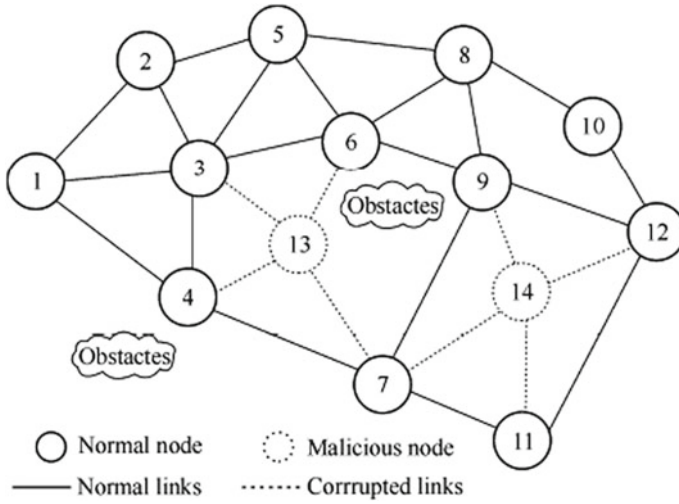 5
2
8
10
6
3
1
9
Obstactes
12
13
14
4
Obstactes
7
11
Normal node
Malicious node
Normal links
Corrrupted links